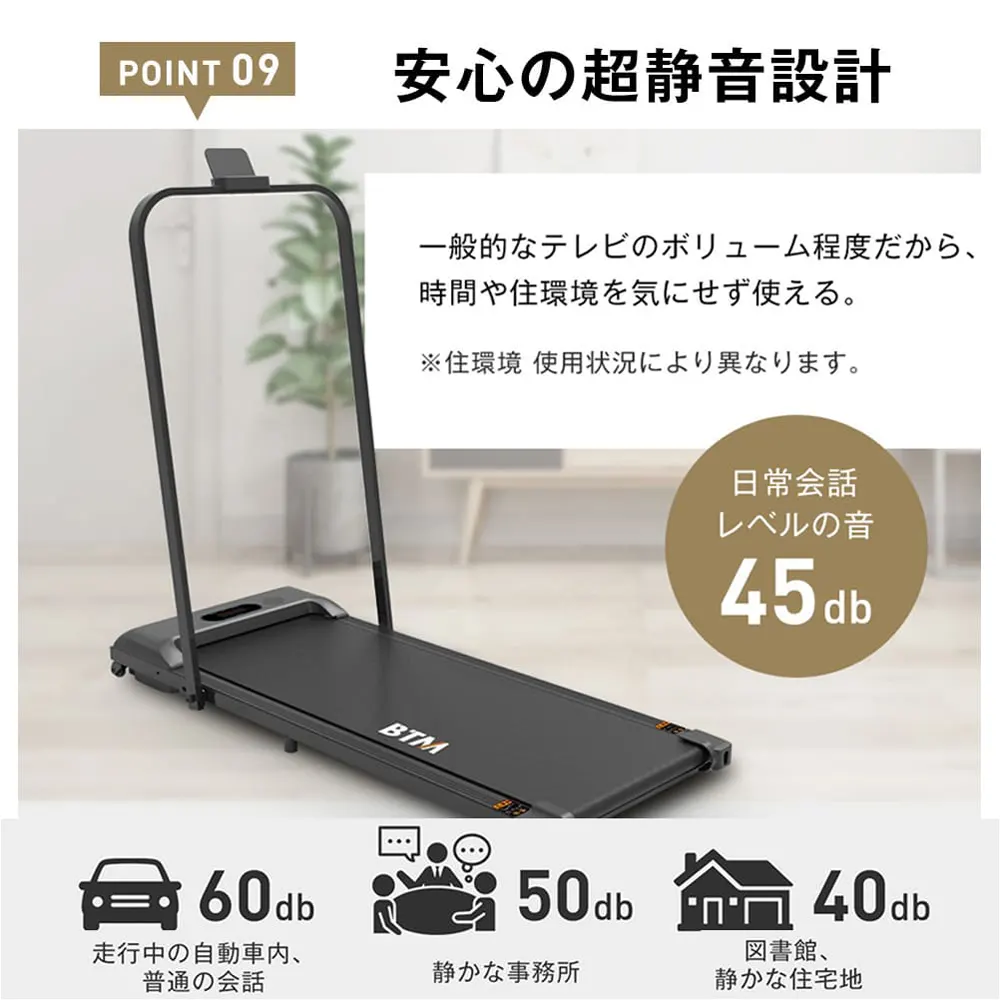 POINT 09
安心の超静音設計
一般的なテレビのボリューム程度だから、
時間や住環境を気にせず使える。
※住環境 使用状況により異なります。
日常会話
レベルの音
45db
BTM
60db
走行中の自動車内、
普通の会話
50db
静かな事務所
40db
図書館、
静かな住宅地